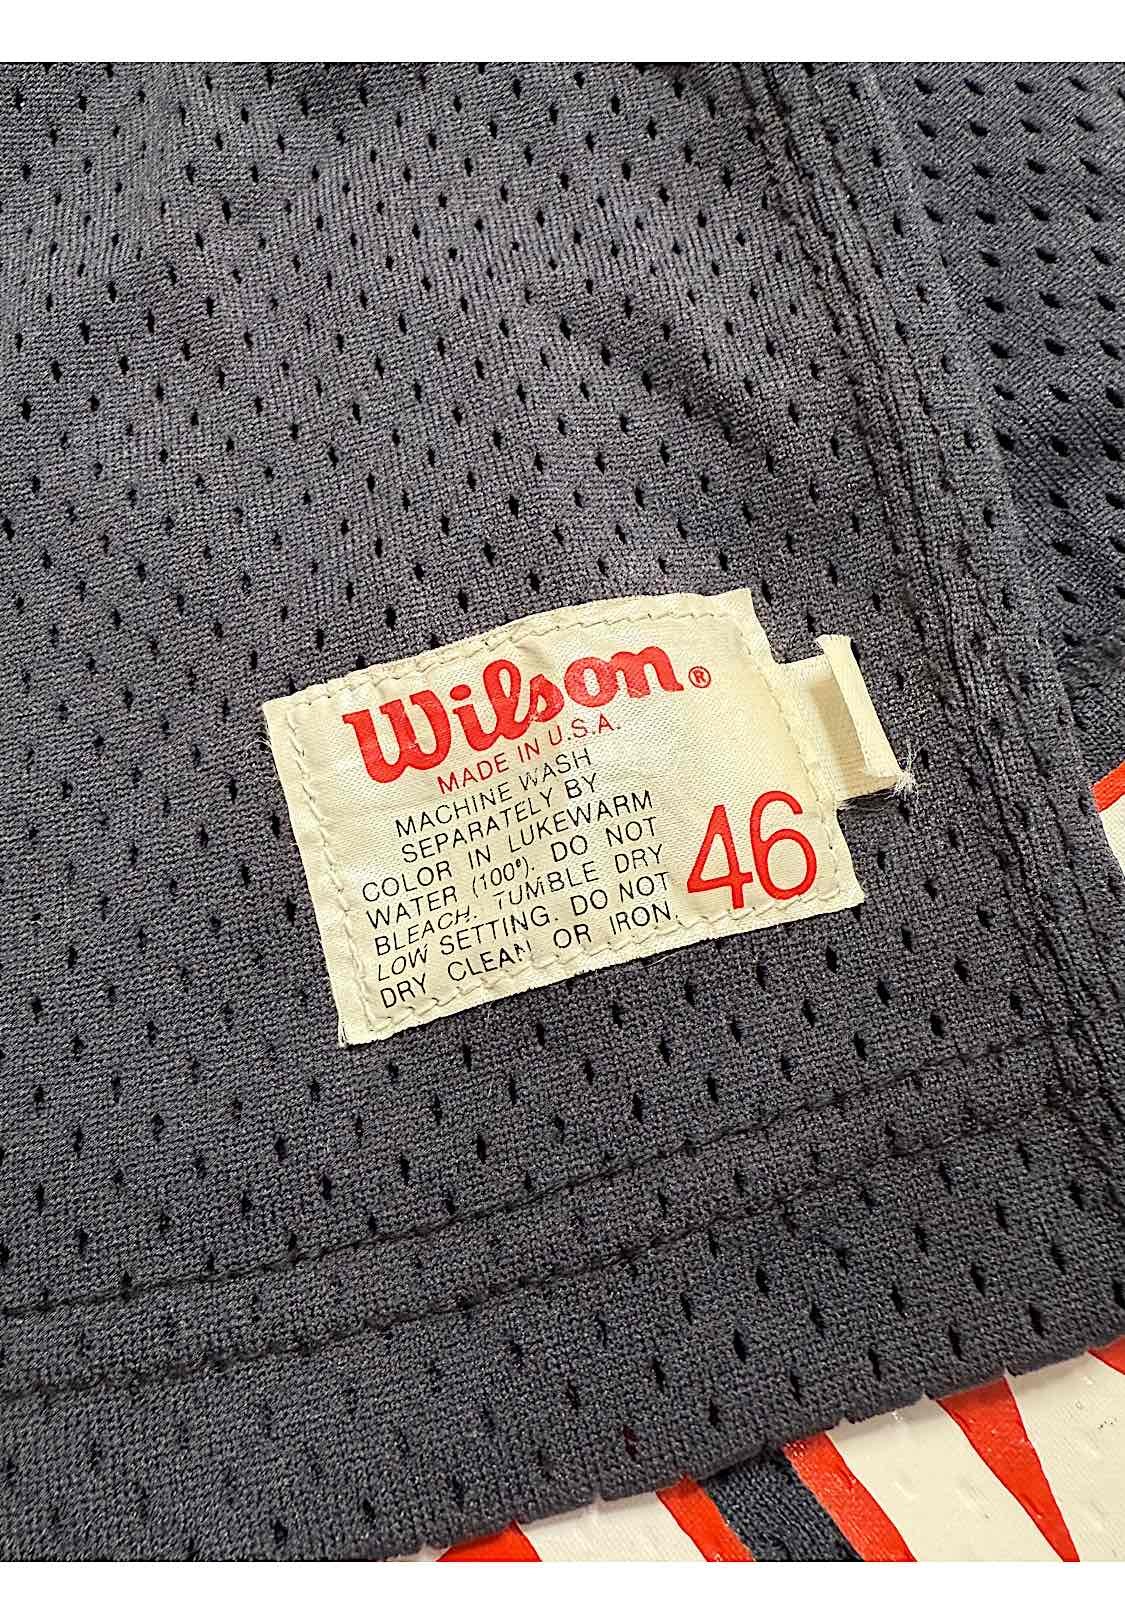 Wilson®
MADE IN U.S.A.
MACHINE WASH
SEPARATELY BY
COLOR IN LUKEWARM
WATER (100°). DO NOT
BLEACH. TUMBLE DRY
LOW SETTING. DO NOT
DRY CLEAN OR IRON.
46